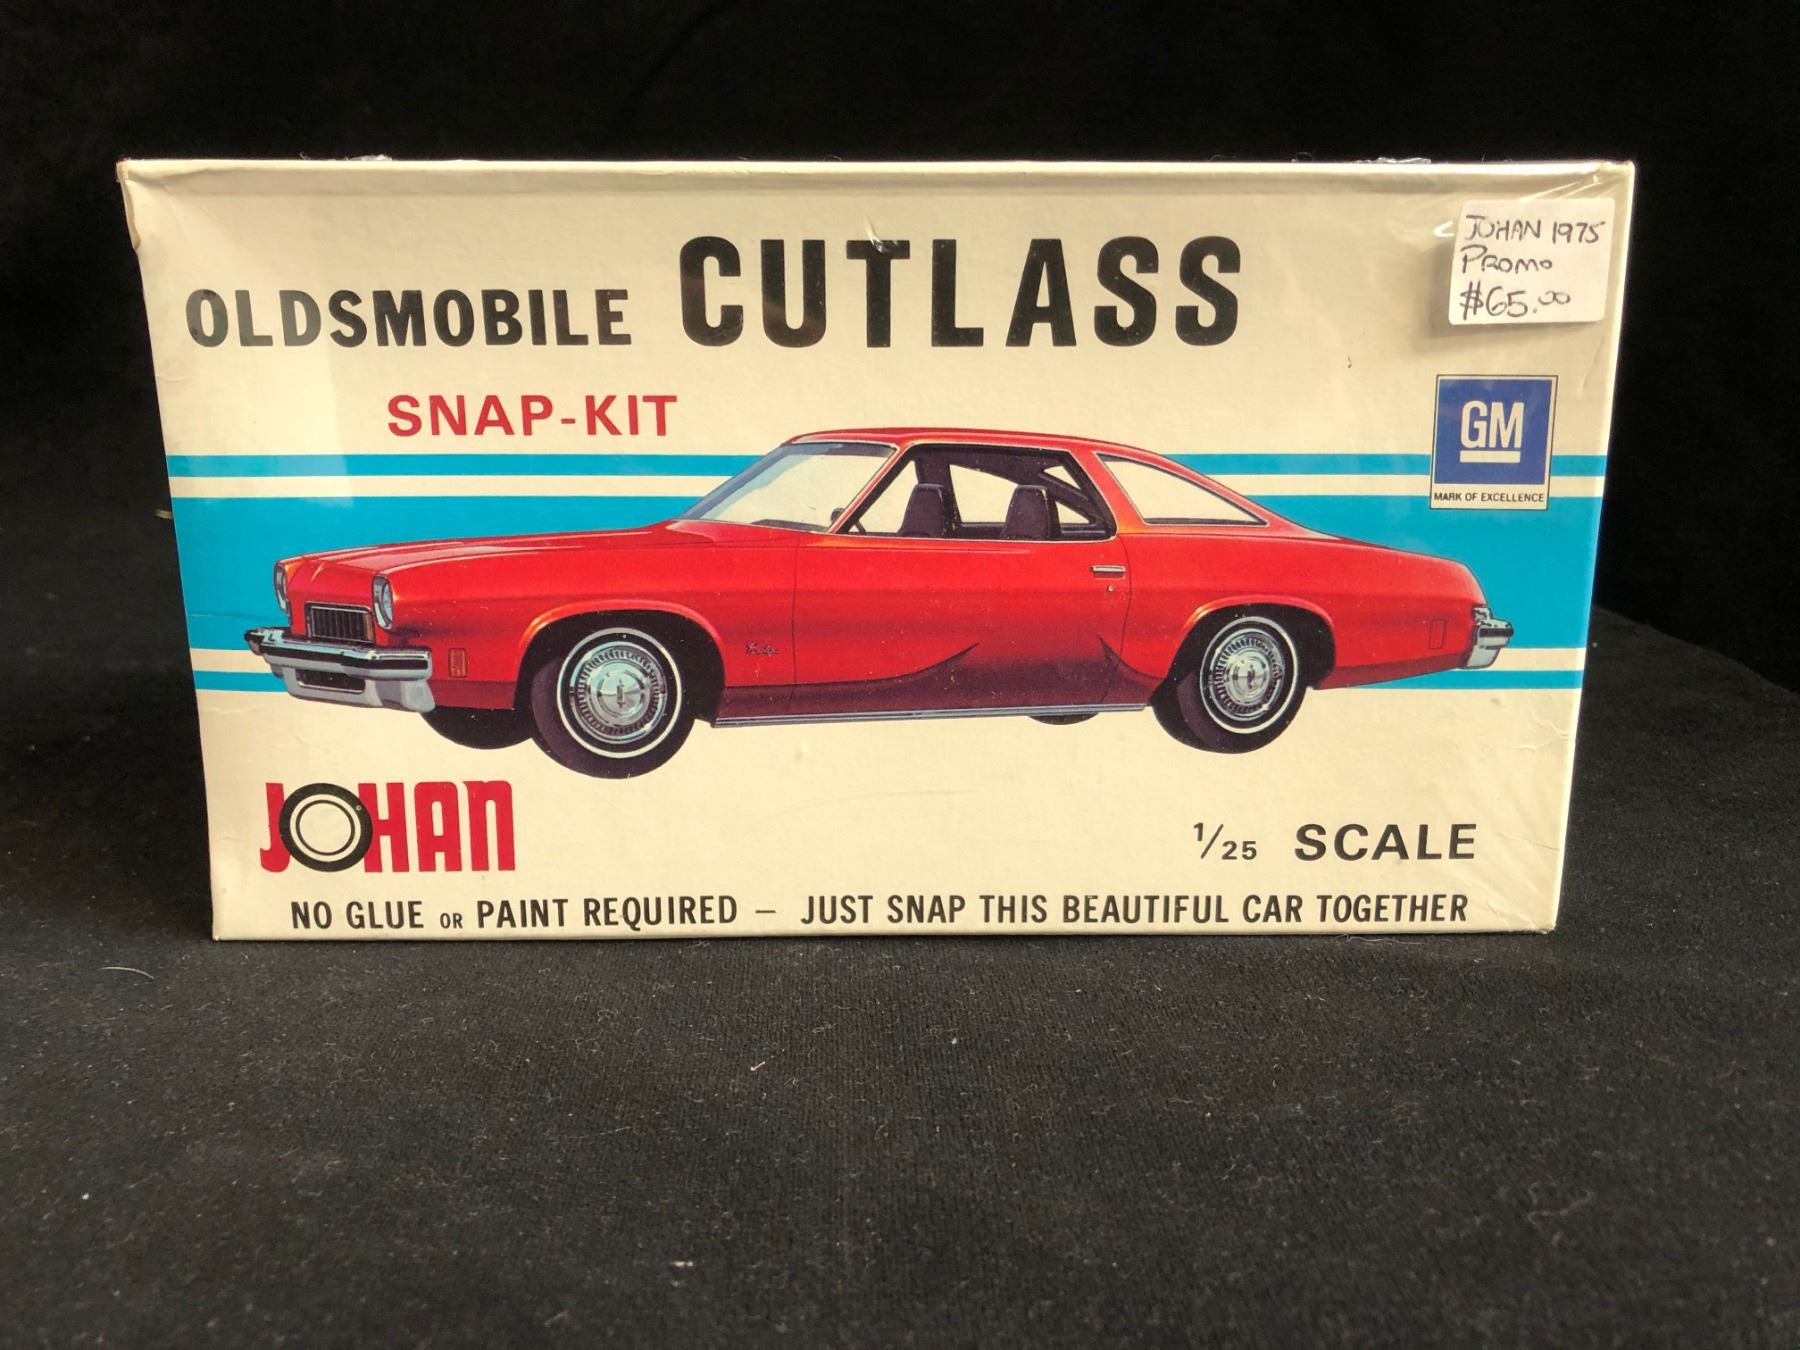 JOHAN 1975
PROMO
$65.00
OLDSMOBILE CUTLASS
SNAP-KIT
GM
MARK OF EXCELLENCE
JOHAN
1/25 SCALE
NO GLUE OR PAINT REQUIRED — JUST SNAP THIS BEAUTIFUL CAR TOGETHER